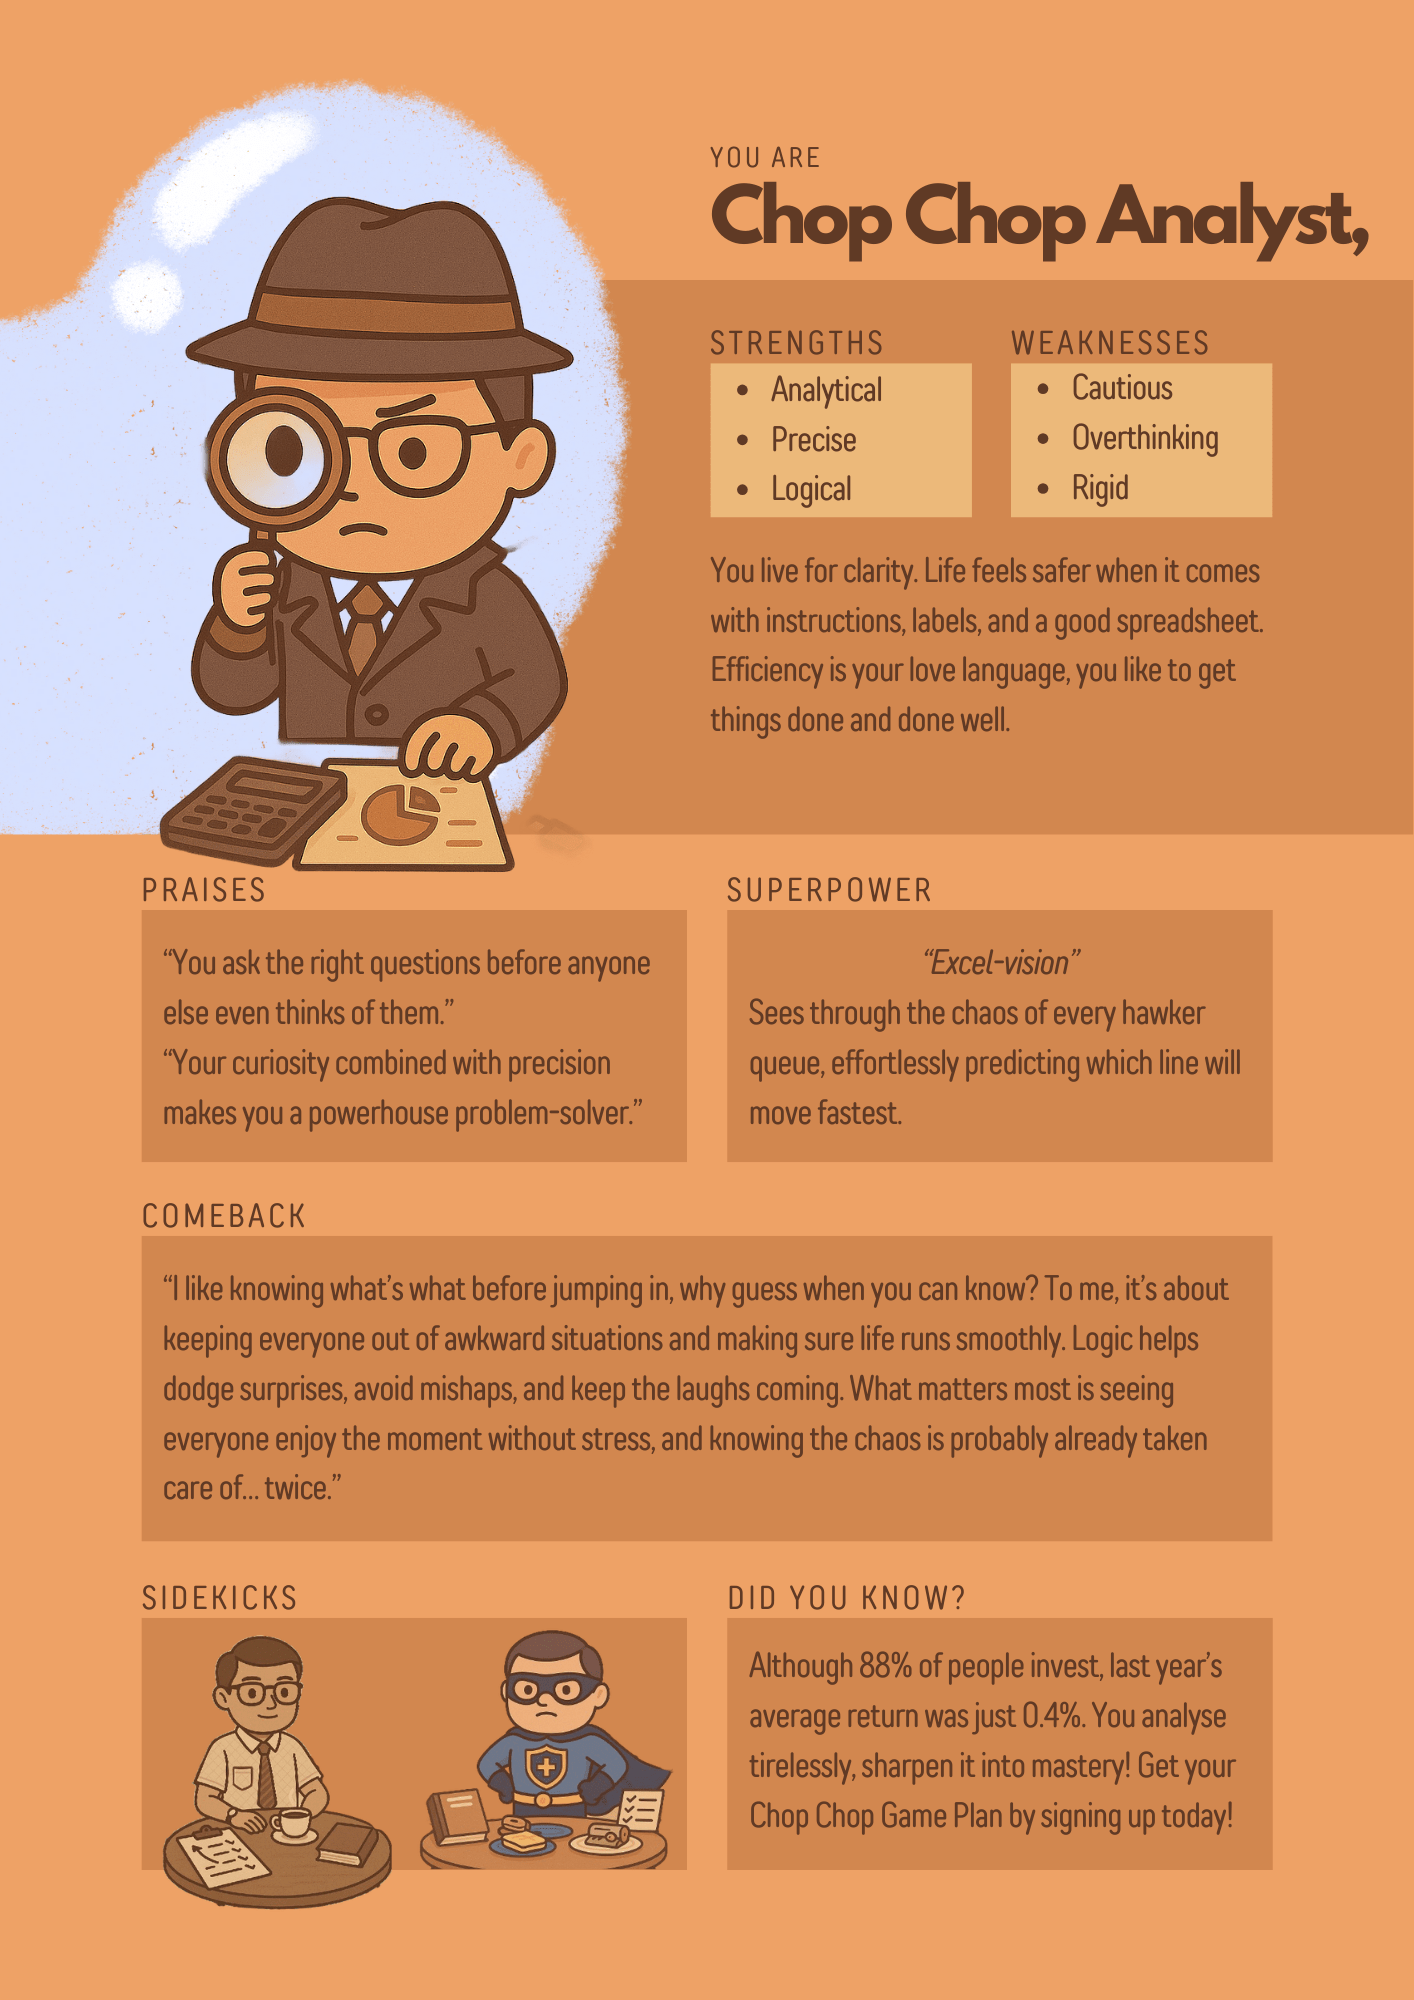 YOU ARE
Chop Chop Analyst,
STRENGTHS
• Analytical
• Precise
• Logical
WEAKNESSES
• Cautious
• Overthinking
• Rigid
You live for clarity. Life feels safer when it comes
with instructions, labels, and a good spreadsheet.
Efficiency is your love language, you like to get
things done and done well.
PRAISES
“You ask the right questions before anyone
else even thinks of them.”
“Your curiosity combined with precision
makes you a powerhouse problem-solver.”
SUPERPOWER
“Excel-vision”
Sees through the chaos of every hawker
queue, effortlessly predicting which line will
move fastest.
COMEBACK
“I like knowing what’s what before jumping in, why guess when you can know? To me, it’s about
keeping everyone out of awkward situations and making sure life runs smoothly. Logic helps
dodge surprises, avoid mishaps, and keep the laughs coming. What matters most is seeing
everyone enjoy the moment without stress, and knowing the chaos is probably already taken
care of... twice.”
SIDEKICKS
DID YOU KNOW?
Although 88% of people invest, last year’s
average return was just 0.4%. You analyse
tirelessly, sharpen it into mastery! Get your
Chop Chop Game Plan by signing up today!